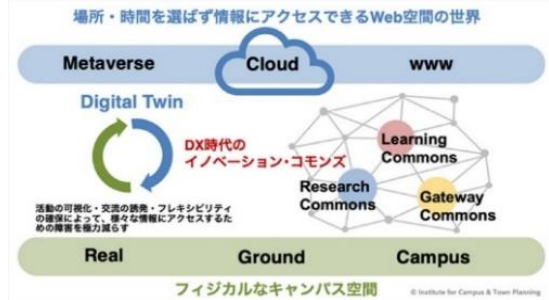 場所・時間を選ばず情報にアクセスできるWeb空間の世界
Metaverse
Cloud
www
Digital Twin
DX時代の
イノベーション・コモンズ
Learning
Commons
Research
Commons
Gateway
Commons
活動の可視化・交流の誘発・フレキシビリティ
の確保によって、様々な情報にアクセスするた
めの障害を極力減らす
Real
Ground
Campus
© Institute for Campus & Town Planning
フィジカルなキャンパス空間